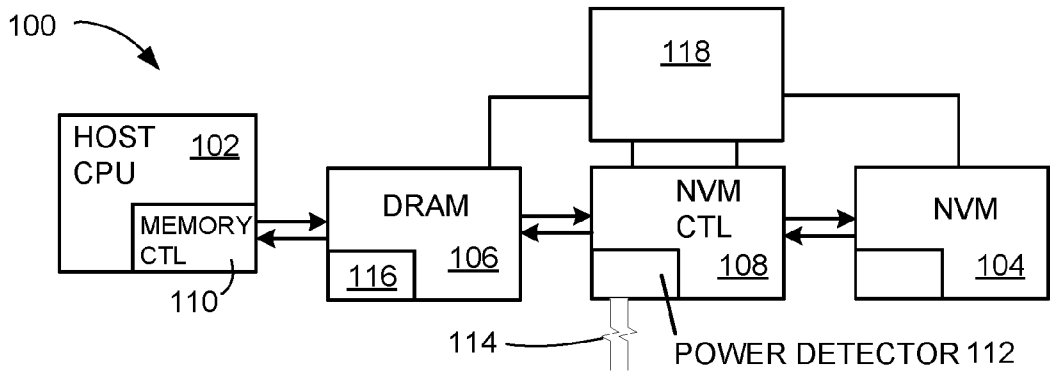 100
118
HOST
CPU
102
MEMORY
CTL
110
DRAM
116
106
NVM
CTL
108
NVM
104
114
POWER DETECTOR 112